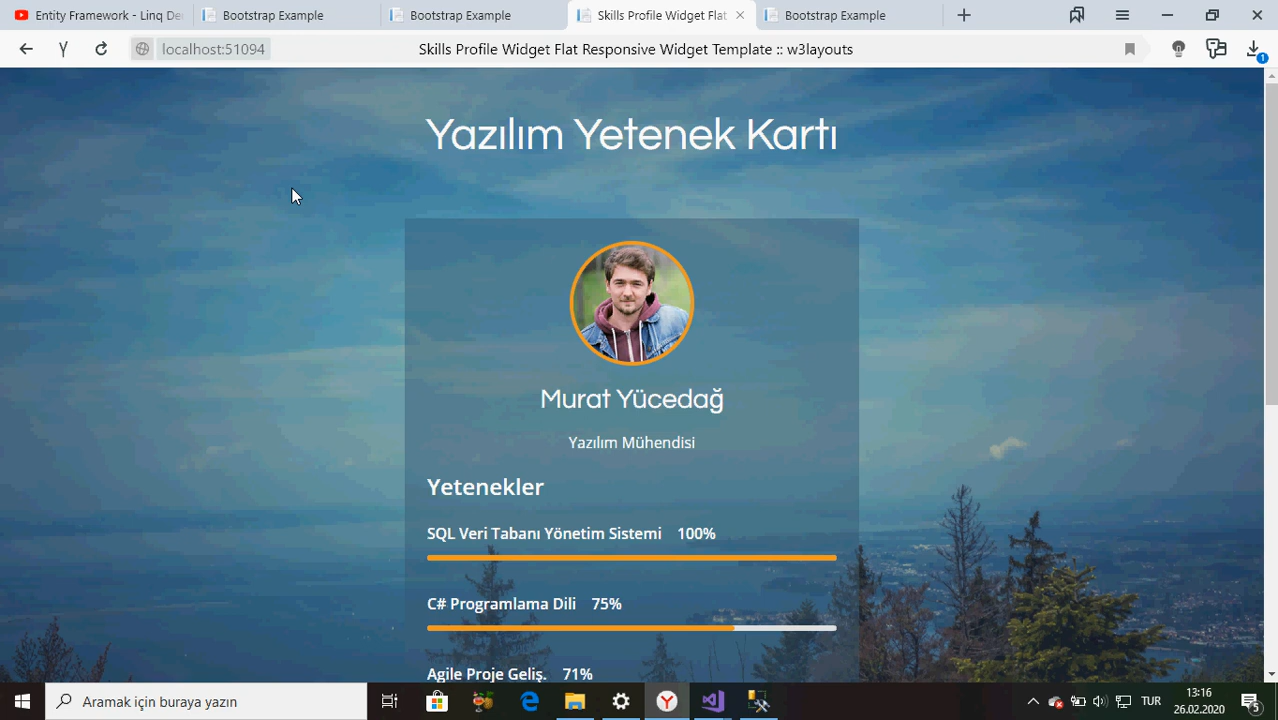 Entity Framework - Linq De
Bootstrap Example
Bootstrap Example
Skills Profile Widget Flat
Bootstrap Example
localhost:51094
Skills Profile Widget Flat Responsive Widget Template :: w3layouts
1
Yazılım Yetenek Kartı
Murat Yücedağ
Yazılım Mühendisi
Yetenekler
SQL Veri Tabanı Yönetim Sistemi 100%
C# Programlama Dili 75%
Agile Proje Geliş. 71%
Aramak için buraya yazın
TUR
13:16
26.02.2020
5